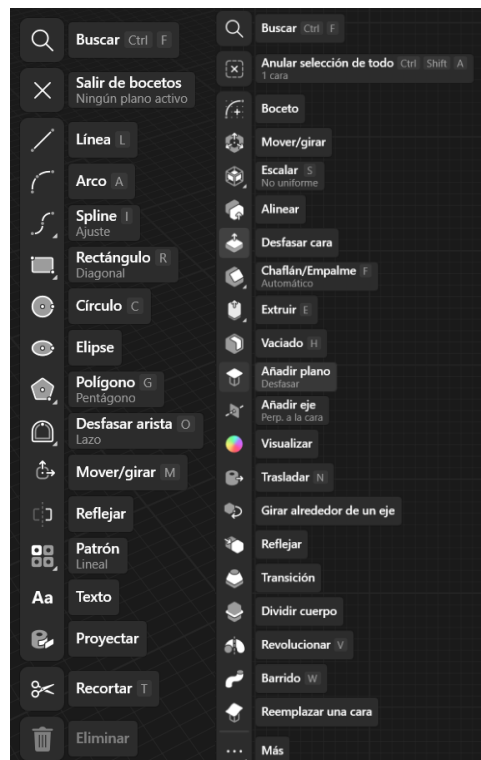 Buscar Ctrl F
Salir de bocetos
Ningún plano activo
Línea L
Arco A
Spline I
Ajuste
Rectángulo R
Diagonal
Círculo C
Elipse
Polígono G
Pentágono
Desfasar arista O
Lazo
Mover/girar M
Reflejar
Patrón
Lineal
Aa Texto
Proyectar
Recortar T
Eliminar
Buscar Ctrl F
Anular selección de todo Ctrl Shift A
1 cara
Boceto
Mover/girar
Escalar S
No uniforme
Alinear
Desfasar cara
Chaflán/Empalme F
Automático
Extruir E
Vaciado H
Añadir plano
Desfasar
Añadir eje
Perp. a la cara
Visualizar
Trasladar N
Girar alrededor de un eje
Reflejar
Transición
Dividir cuerpo
Revolucionar V
Barrido W
Reemplazar una cara
Más